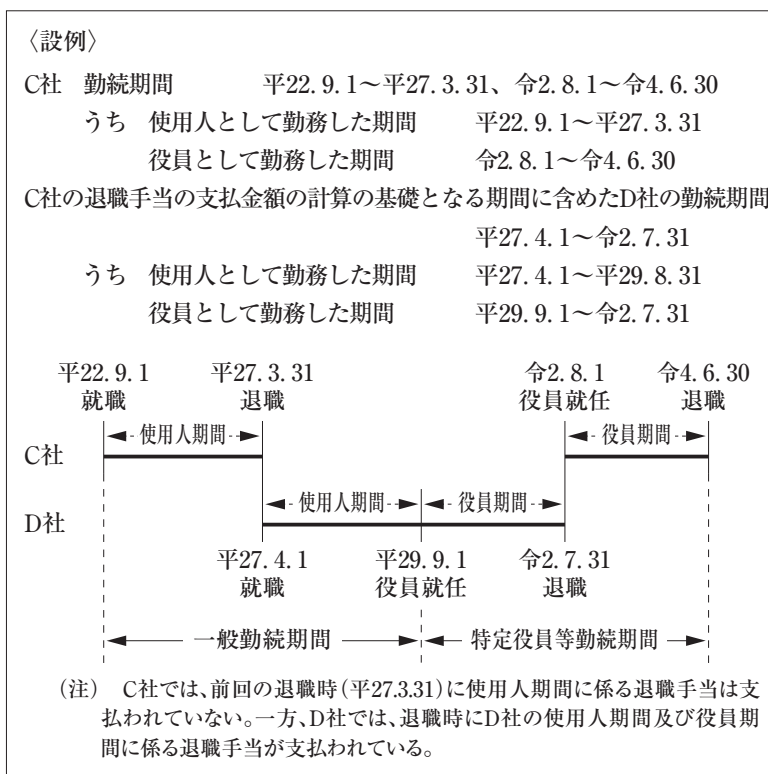 〈設例〉
C社 勤続期間 平22.9.1～平27.3.31、令2.8.1～令4.6.30
うち 使用人として勤務した期間 平22.9.1～平27.3.31
役員として勤務した期間 令2.8.1～令4.6.30
C社の退職手当の支払金額の計算の基礎となる期間に含めたD社の勤続期間
平27.4.1～令2.7.31
うち 使用人として勤務した期間 平27.4.1～平29.8.31
役員として勤務した期間 平29.9.1～令2.7.31
平22.9.1 平27.3.31 令2.8.1 令4.6.30
就職 退職 役員就任 退職
使用人期間 役員期間
C社
使用人期間 役員期間
D社
平27.4.1 平29.9.1 令2.7.31
就職 役員就任 退職
一般勤続期間 特定役員等勤続期間
(注) C社では、前回の退職時(平27.3.31)に使用人期間に係る退職手当は支
払われていない。一方、D社では、退職時にD社の使用人期間及び役員期
間に係る退職手当が支払われている。